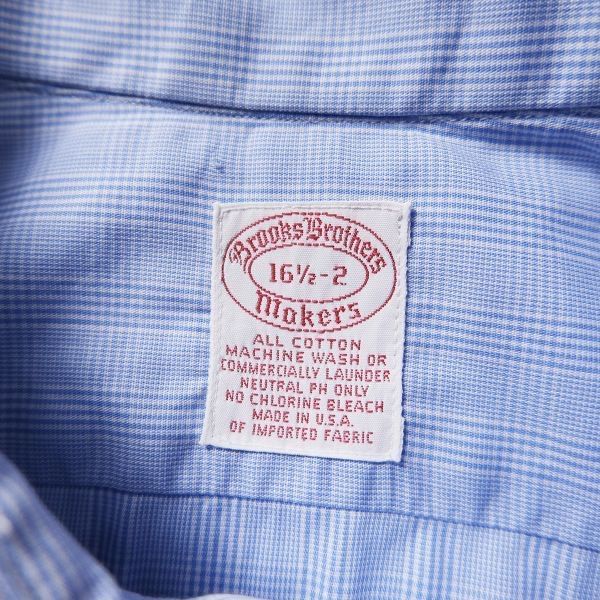 Brooks Brothers
16½-2
Makers
ALL COTTON
MACHINE WASH OR
COMMERCIALLY LAUNDER
NEUTRAL PH ONLY
NO CHLORINE BLEACH
MADE IN U.S.A.
OF IMPORTED FABRIC